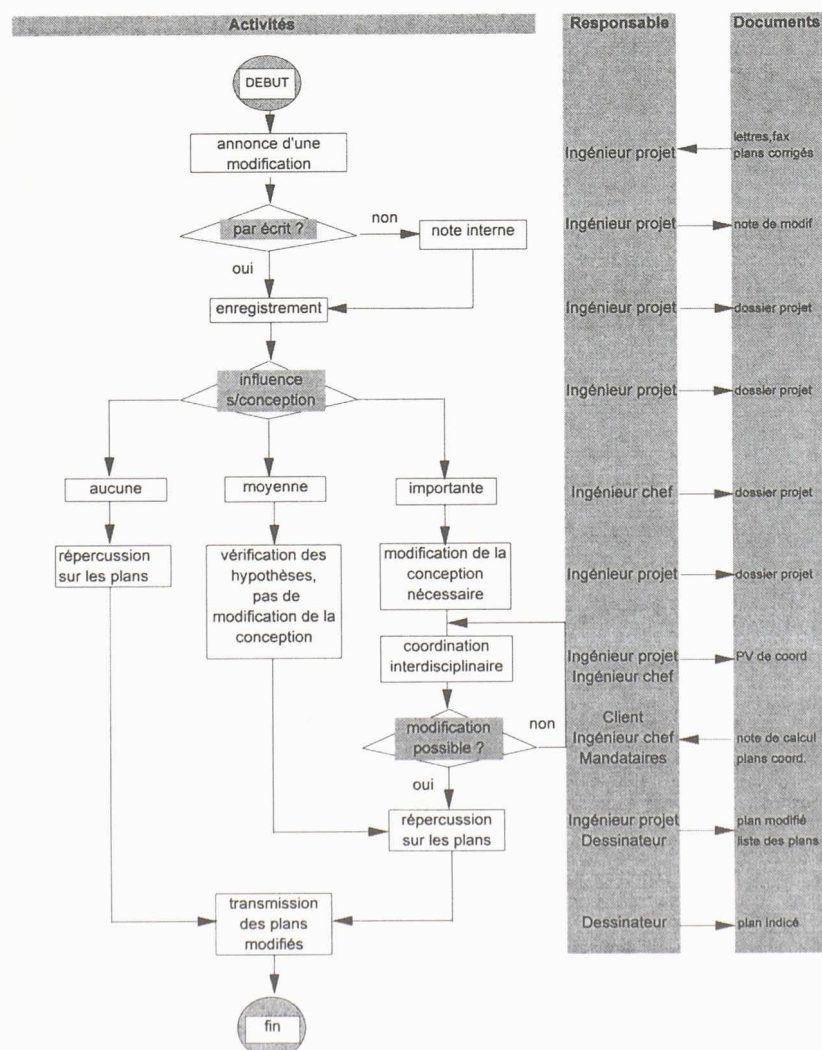 Activités
Responsable
Documents
DEBUT
annonce d'une
modification
Ingénieur projet
lettres,fax
plans corrigés
par écrit ?
non
note interne
Ingénieur projet
note de modif
oui
enregistrement
Ingénieur projet
dossier projet
influence
s/conception
Ingénieur projet
dossier projet
aucune
moyenne
importante
Ingénieur chef
dossier projet
répercussion
sur les plans
vérification des
hypothèses,
pas de
modification de la
conception
modification de la
conception
nécessaire
Ingénieur projet
dossier projet
coordination
interdisciplinaire
Ingénieur projet
Ingénieur chef
PV de coord
modification
possible ?
non
Client
Ingénieur chef
Mandataires
note de calcul
plans coord.
oui
répercussion
sur les plans
Ingénieur projet
Dessinateur
plan modifié
liste des plans
transmission
des plans
modifiés
Dessinateur
plan indicé
fin